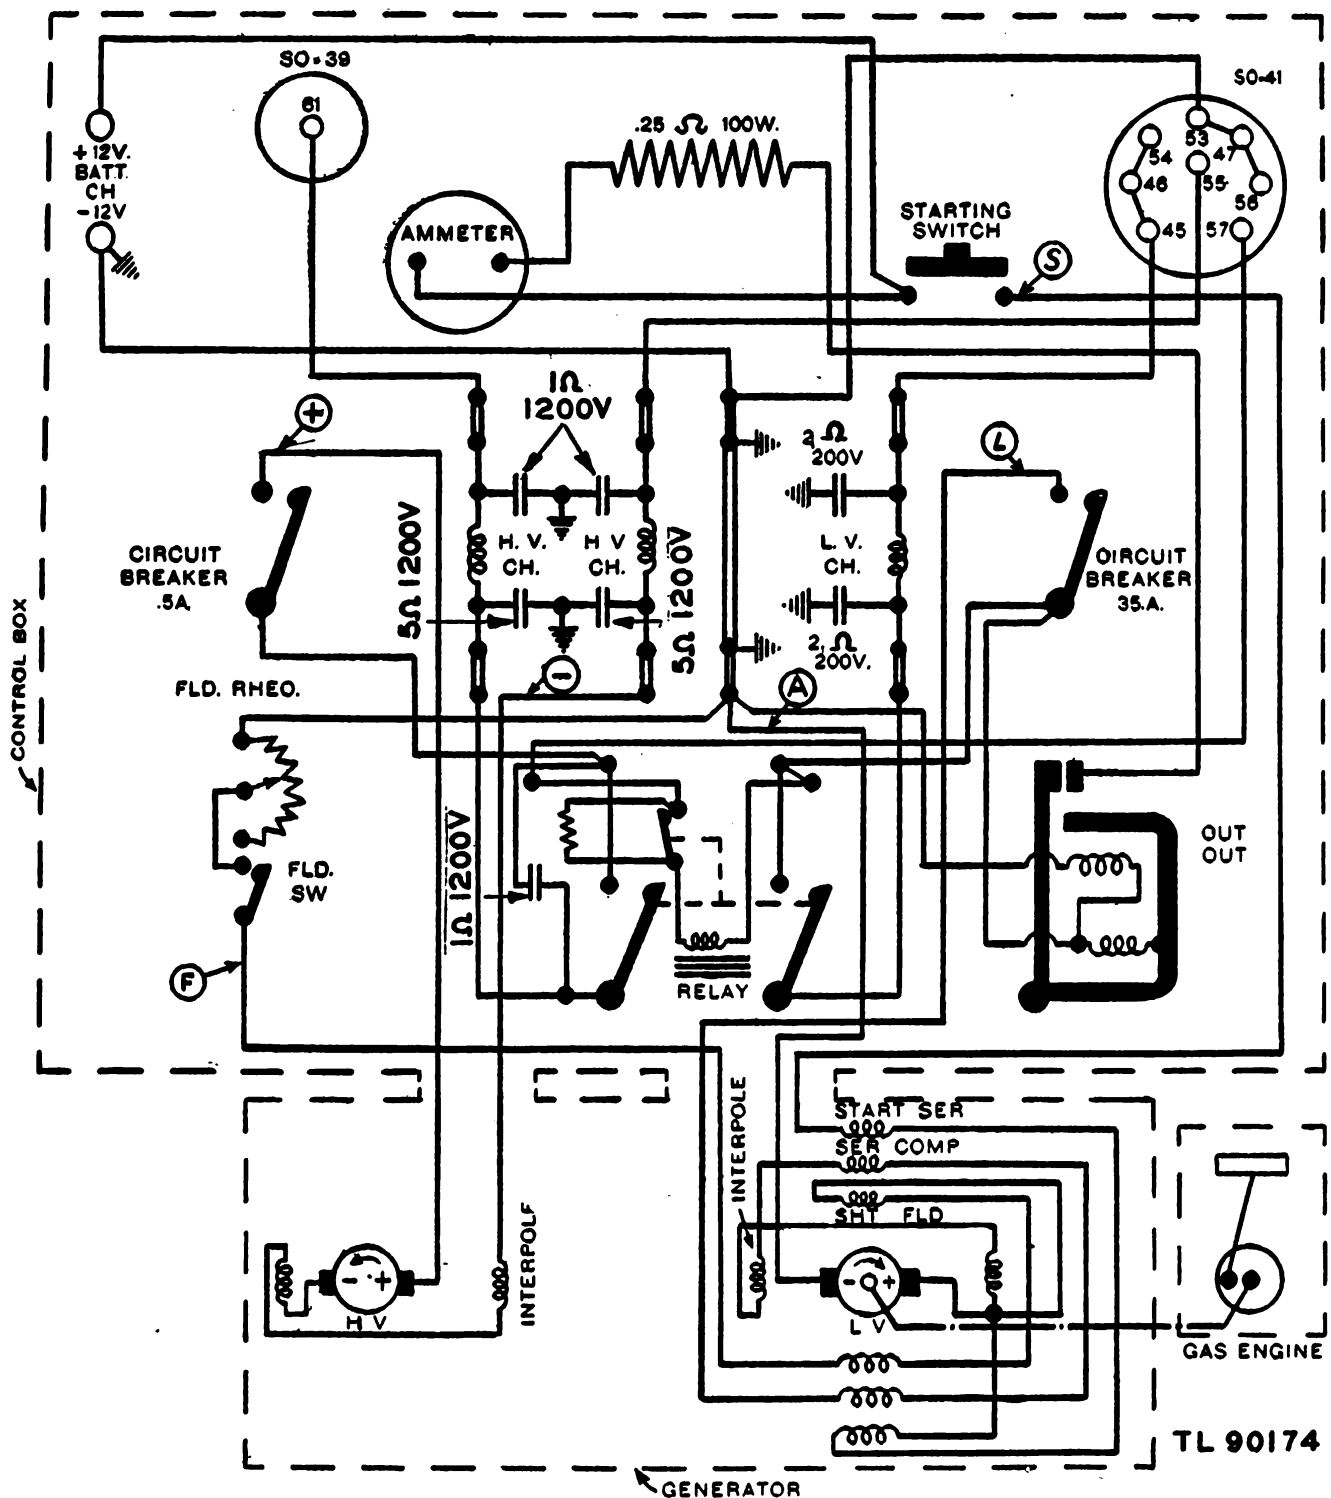 SO-39
61
+12V.
BATT.
CH
-12V
.25 Ω 100W.
SO-41
53
54
47
46
55
56
45
57
AMMETER
STARTING
SWITCH
S
+
1Ω
1200V
2Ω
200V
L
CIRCUIT
BREAKER
.5A.
5Ω 1200V
H. V.
CH.
H V
CH.
5Ω 1200V
L. V.
CH.
CIRCUIT
BREAKER
35.A.
2.Ω
200V.
CONTROL BOX
FLD. RHEO.
-
A
1Ω 1200V
FLD.
SW
OUT
OUT
F
RELAY
START SER
SER COMP
SHT FLD
INTERPOLE
INTERPOLE
- +
H V
- +
L V
GAS ENGINE
TL 90174
GENERATOR